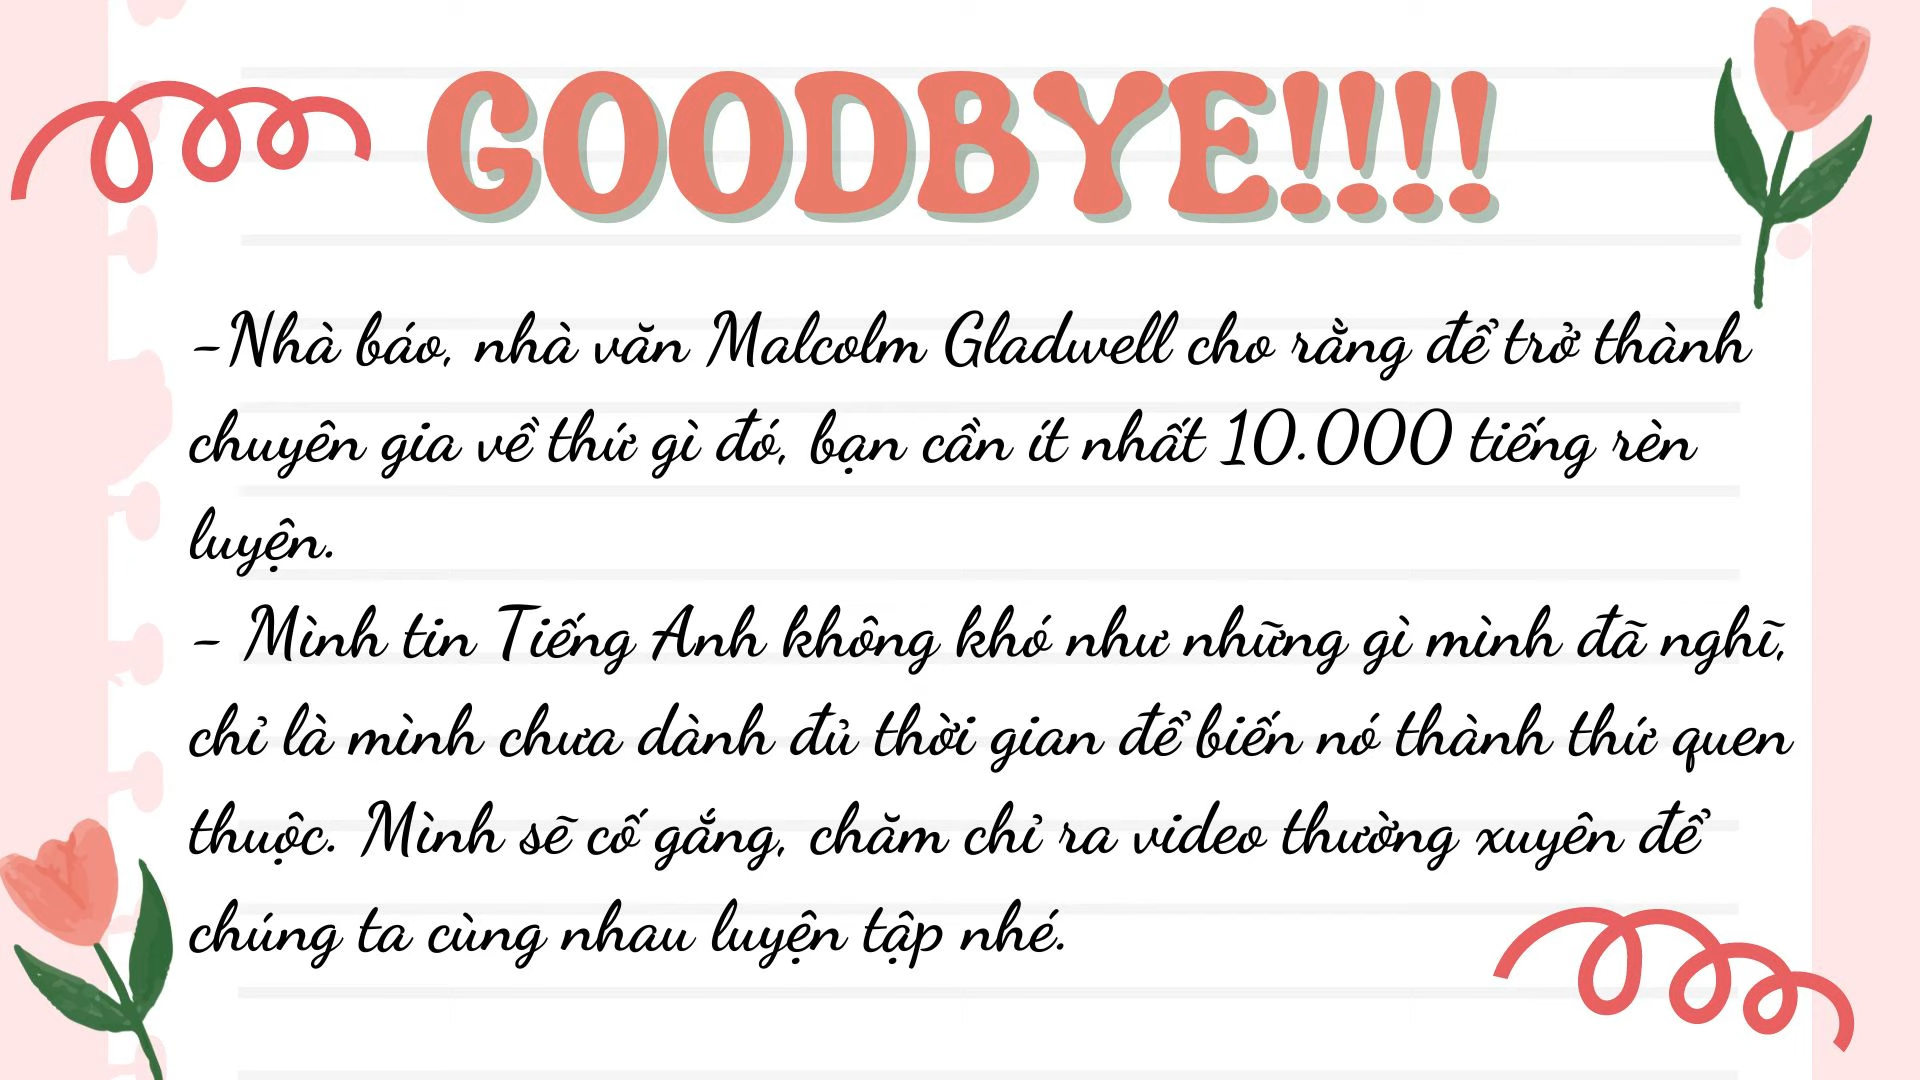 GOODBYE!!!!
-Nhà báo, nhà văn Malcolm Gladwell cho rằng để trở thành
chuyên gia về thứ gì đó, bạn cần ít nhất 10.000 tiếng rèn
luyện.
- Mình tin Tiếng Anh không khó như những gì mình đã nghĩ,
chỉ là mình chưa dành đủ thời gian để biến nó thành thứ quen
thuộc. Mình sẽ cố gắng, chăm chỉ ra video thường xuyên để
chúng ta cùng nhau luyện tập nhé.